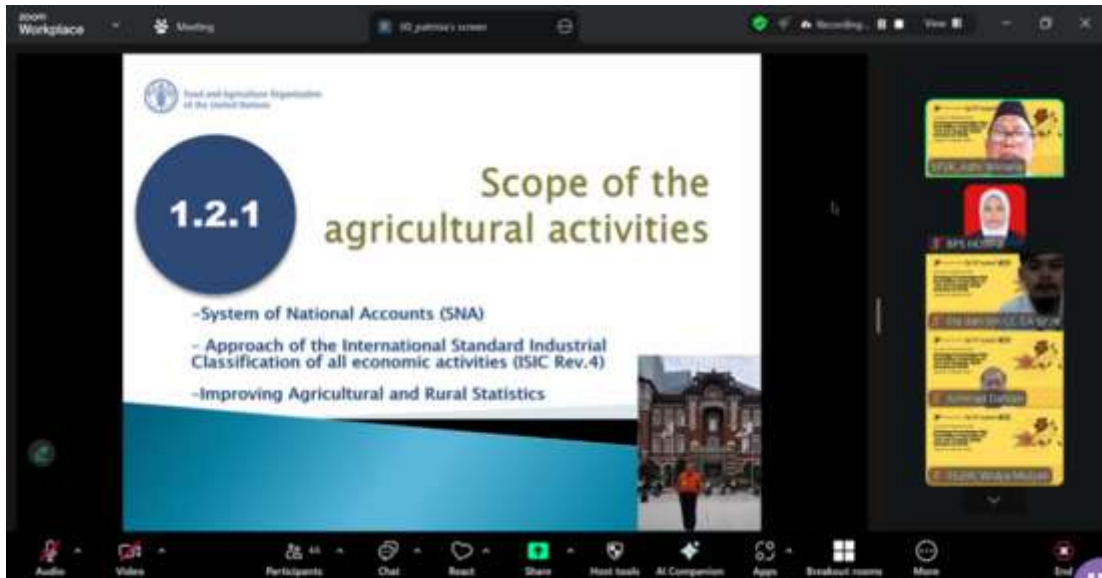 zoom
Workplace
Meeting
Recording...
View
Food and Agriculture Organization
of the United Nations
1.2.1
Scope of the
agricultural activities
-System of National Accounts (SNA)
- Approach of the International Standard Industrial
Classification of all economic activities (ISIC Rev.4)
-Improving Agricultural and Rural Statistics
Audio
Video
Participants
44
Chat
React
Share
Host tools
AI Companion
Apps
Breakout rooms
More
End